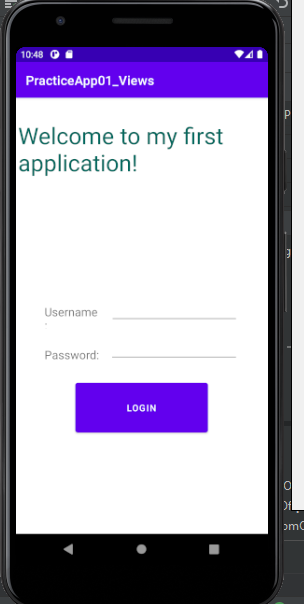 10:48
PracticeApp01_Views
Welcome to my first
application!
Username
:
Password:
LOGIN